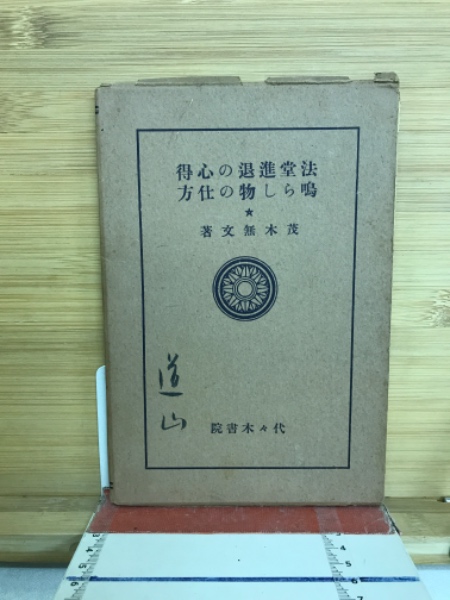 法堂進退の心得
鳴らし物の仕方
★
茂木無文著
道山
代々木書院